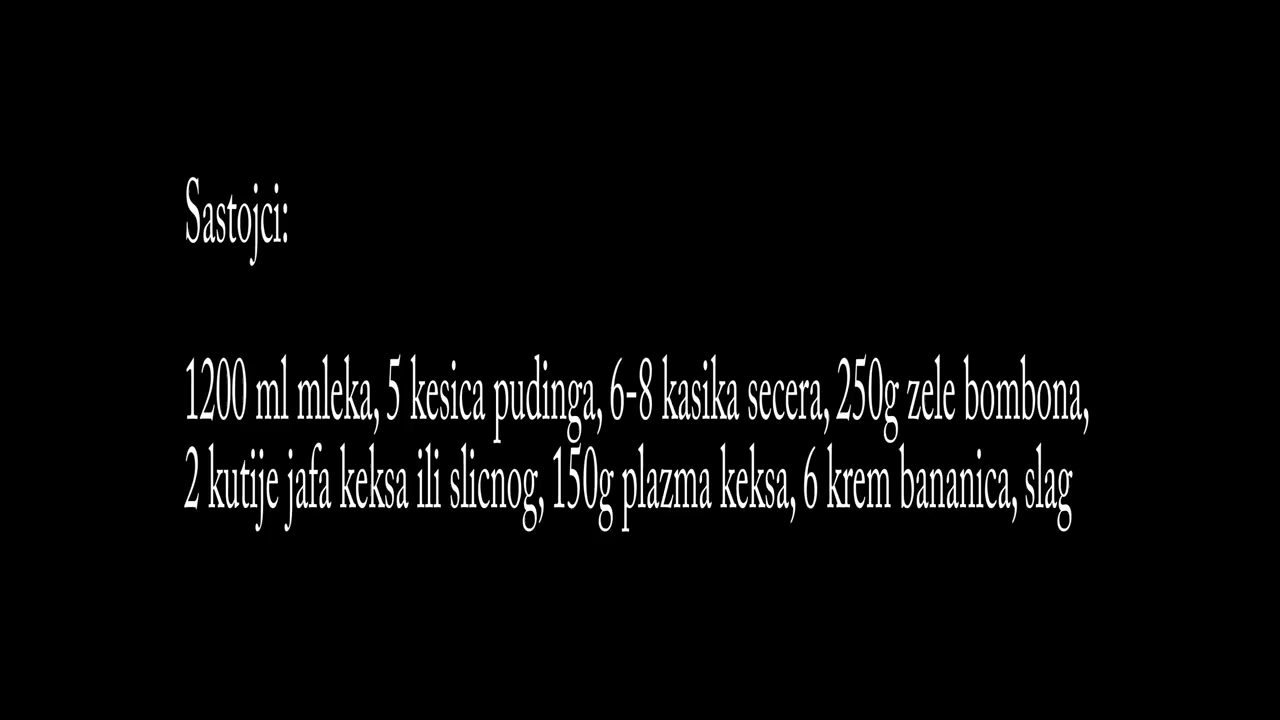 Sastojci:
1200 ml mleka, 5 kesica pudinga, 6-8 kasika secera, 250g zele bombona,
2 kutije jafa keksa ili slicnog, 150g plazma keksa, 6 krem bananica, slag